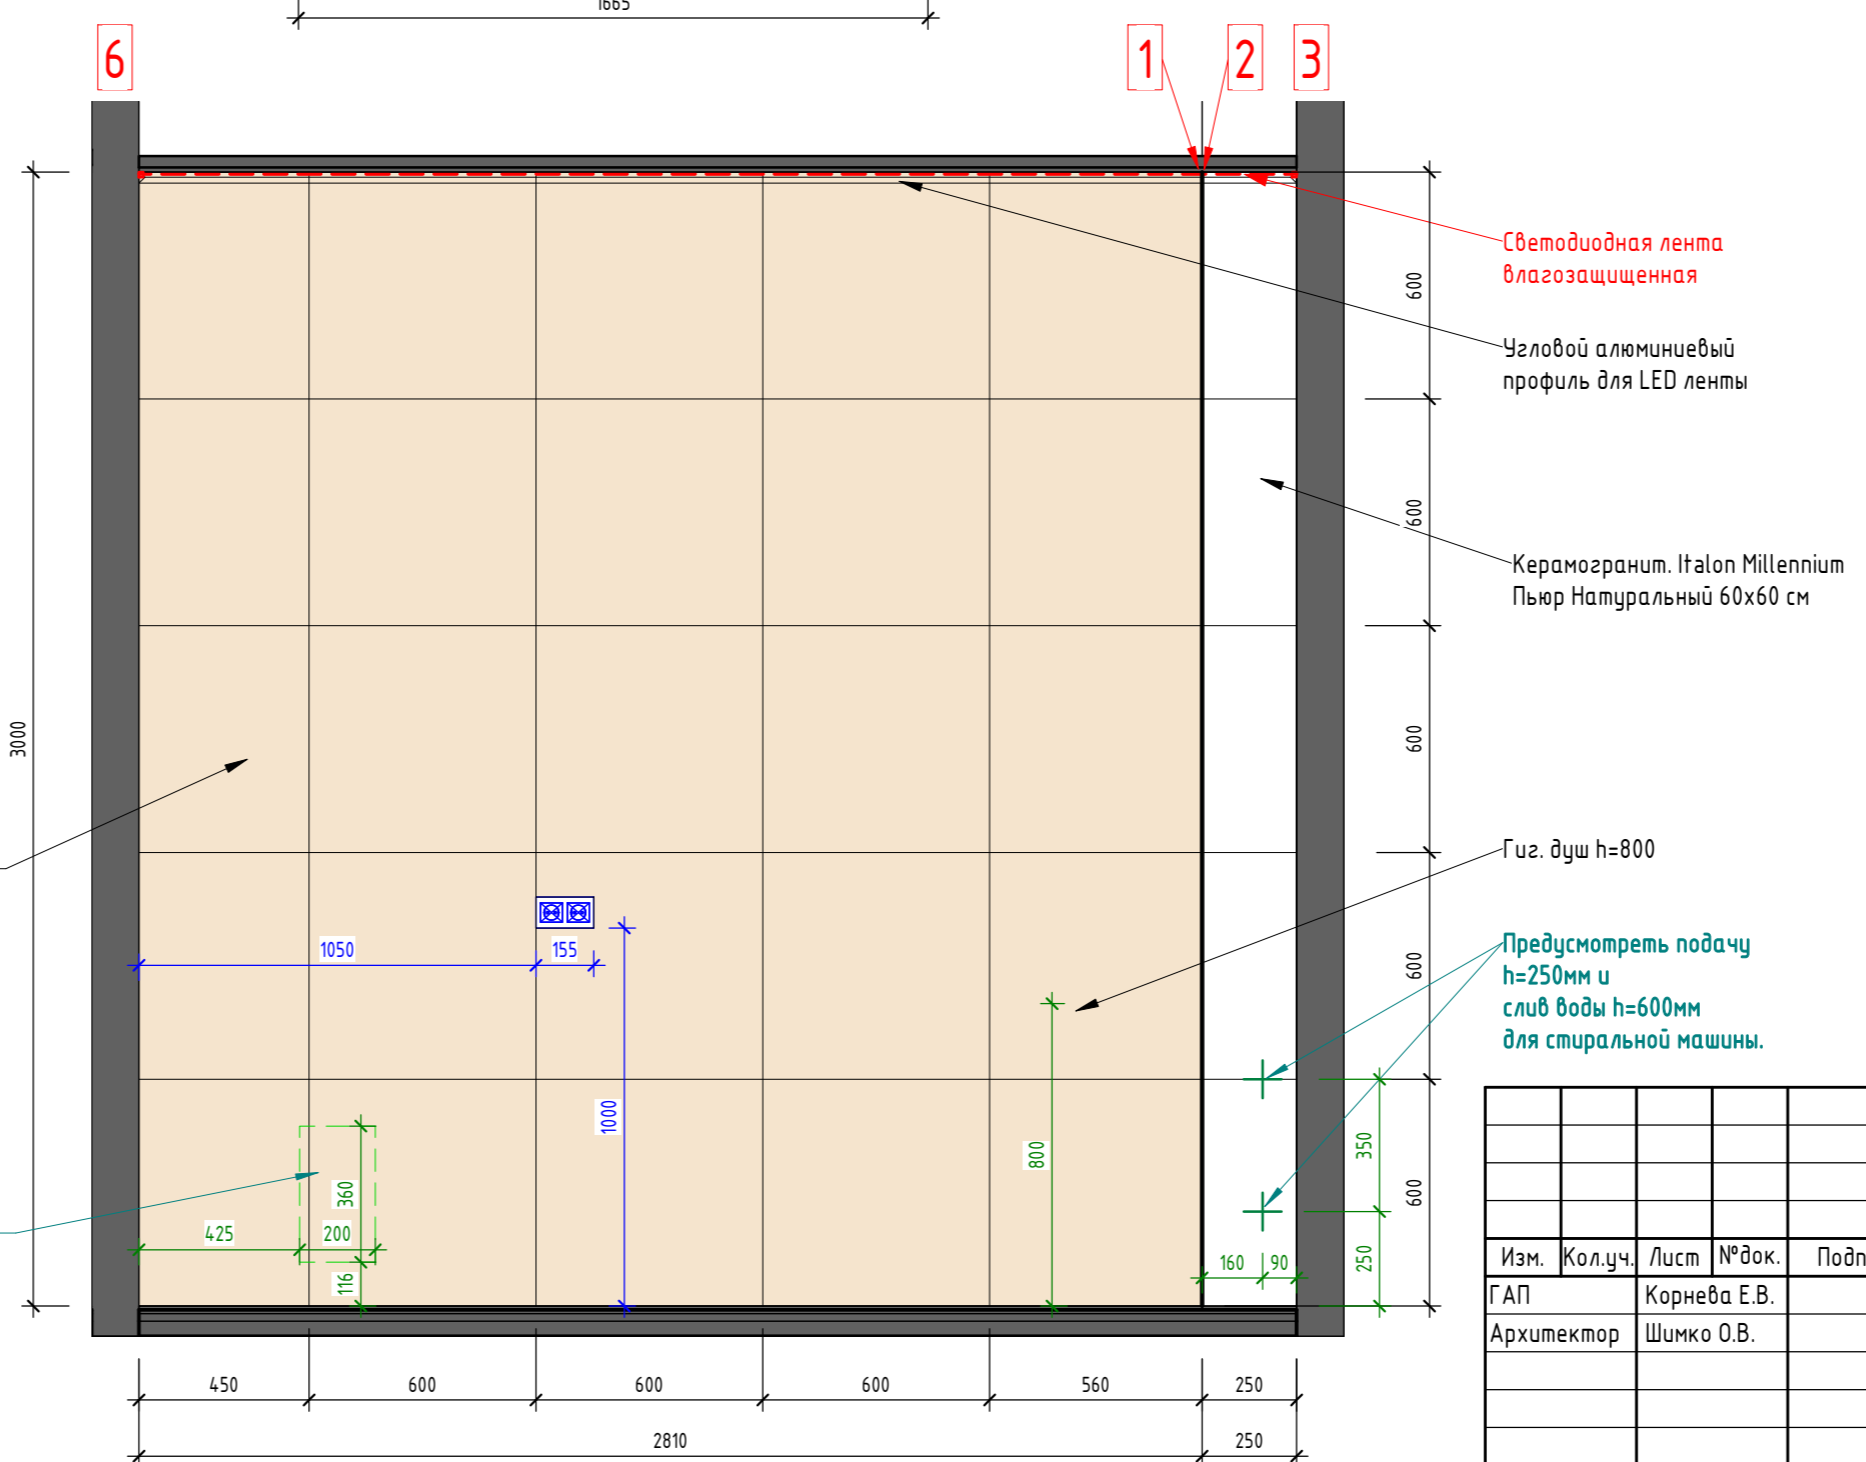 1665
6
1
2
3
Светодиодная лента
влагозащищенная
Угловой алюминиевый
профиль для LED ленты
Керамогранит. Italon Millennium
Пьюр Натуральный 60х60 см
Гиг. душ h=800
Предусмотреть подачу
h=250мм и
слив воды h=600мм
для стиральной машины.
3000
600
600
600
600
600
1050
155
1000
800
360
425
200
116
350
250
160
90
450
600
600
600
560
250
2810
250
Изм. Кол.уч. Лист №док. Подп
ГАП Корнева Е.В.
Архитектор Шимко О.В.